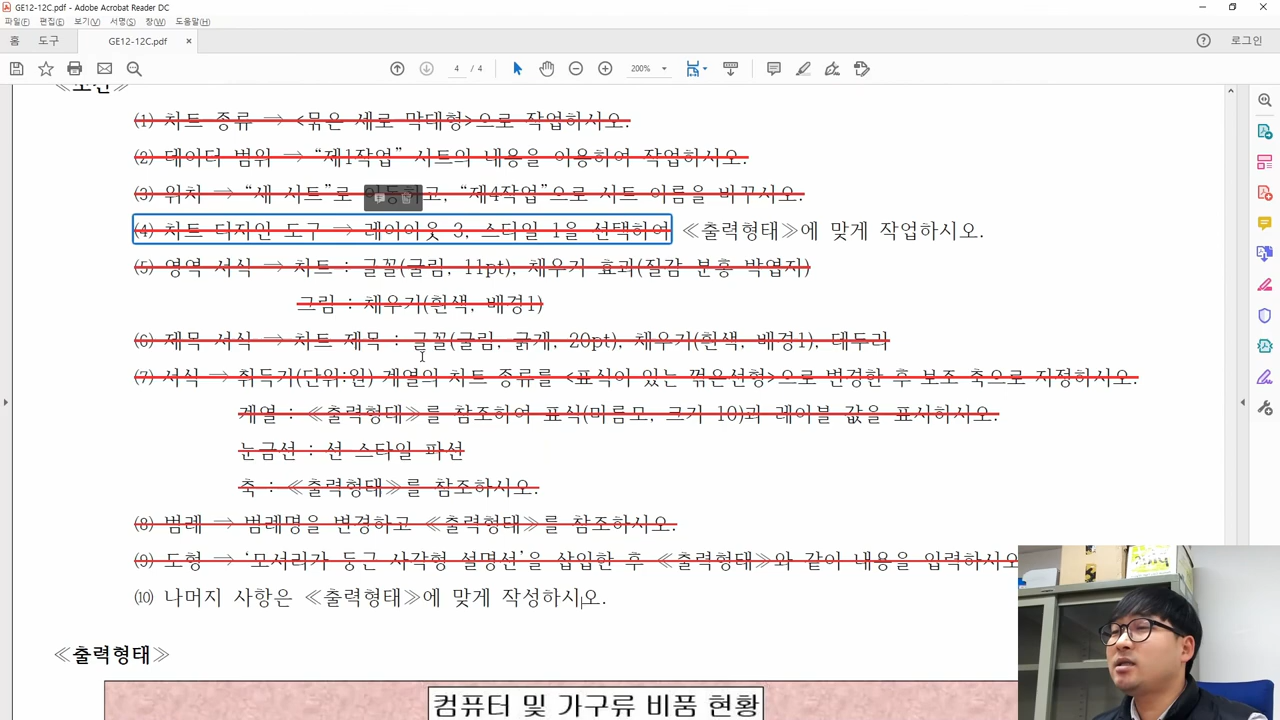 GE12-12C.pdf - Adobe Acrobat Reader DC
파일(F) 편집(E) 보기(V) 서명(S) 창(W) 도움말(H)
홈 도구 GE12-12C.pdf × 로그인
4 / 4 200%
≪조건≫
(1) 차트 종류 ⇒ <묶은 세로 막대형>으로 작업하시오.
(2) 데이터 범위 ⇒ “제1작업” 시트의 내용을 이용하여 작업하시오.
(3) 위치 ⇒ “새 시트”로 이동하고, “제4작업”으로 시트 이름을 바꾸시오.
(4) 차트 디자인 도구 ⇒ 레이아웃 3, 스타일 1을 선택하여 ≪출력형태≫에 맞게 작업하시오.
(5) 영역 서식 ⇒ 차트 : 글꼴(굴림, 11pt), 채우기 효과(질감 분홍 박엽지)
그림 : 채우기(흰색, 배경1)
(6) 제목 서식 ⇒ 차트 제목 : 글꼴(굴림, 굵게, 20pt), 채우기(흰색, 배경1), 테두리
(7) 서식 ⇒ 취득가(단위:원) 계열의 차트 종류를 <표식이 있는 꺾은선형>으로 변경한 후 보조 축으로 지정하시오.
계열 : ≪출력형태≫를 참조하여 표식(마름모, 크기 10)과 레이블 값을 표시하시오.
눈금선 : 선 스타일 파선
축 : ≪출력형태≫를 참조하시오.
(8) 범례 ⇒ 범례명을 변경하고 ≪출력형태≫를 참조하시오.
(9) 도형 ⇒ ‘모서리가 둥근 사각형 설명선’을 삽입한 후 ≪출력형태≫와 같이 내용을 입력하시오
(10) 나머지 사항은 ≪출력형태≫에 맞게 작성하시오.
≪출력형태≫
컴퓨터 및 가구류 비품 현황